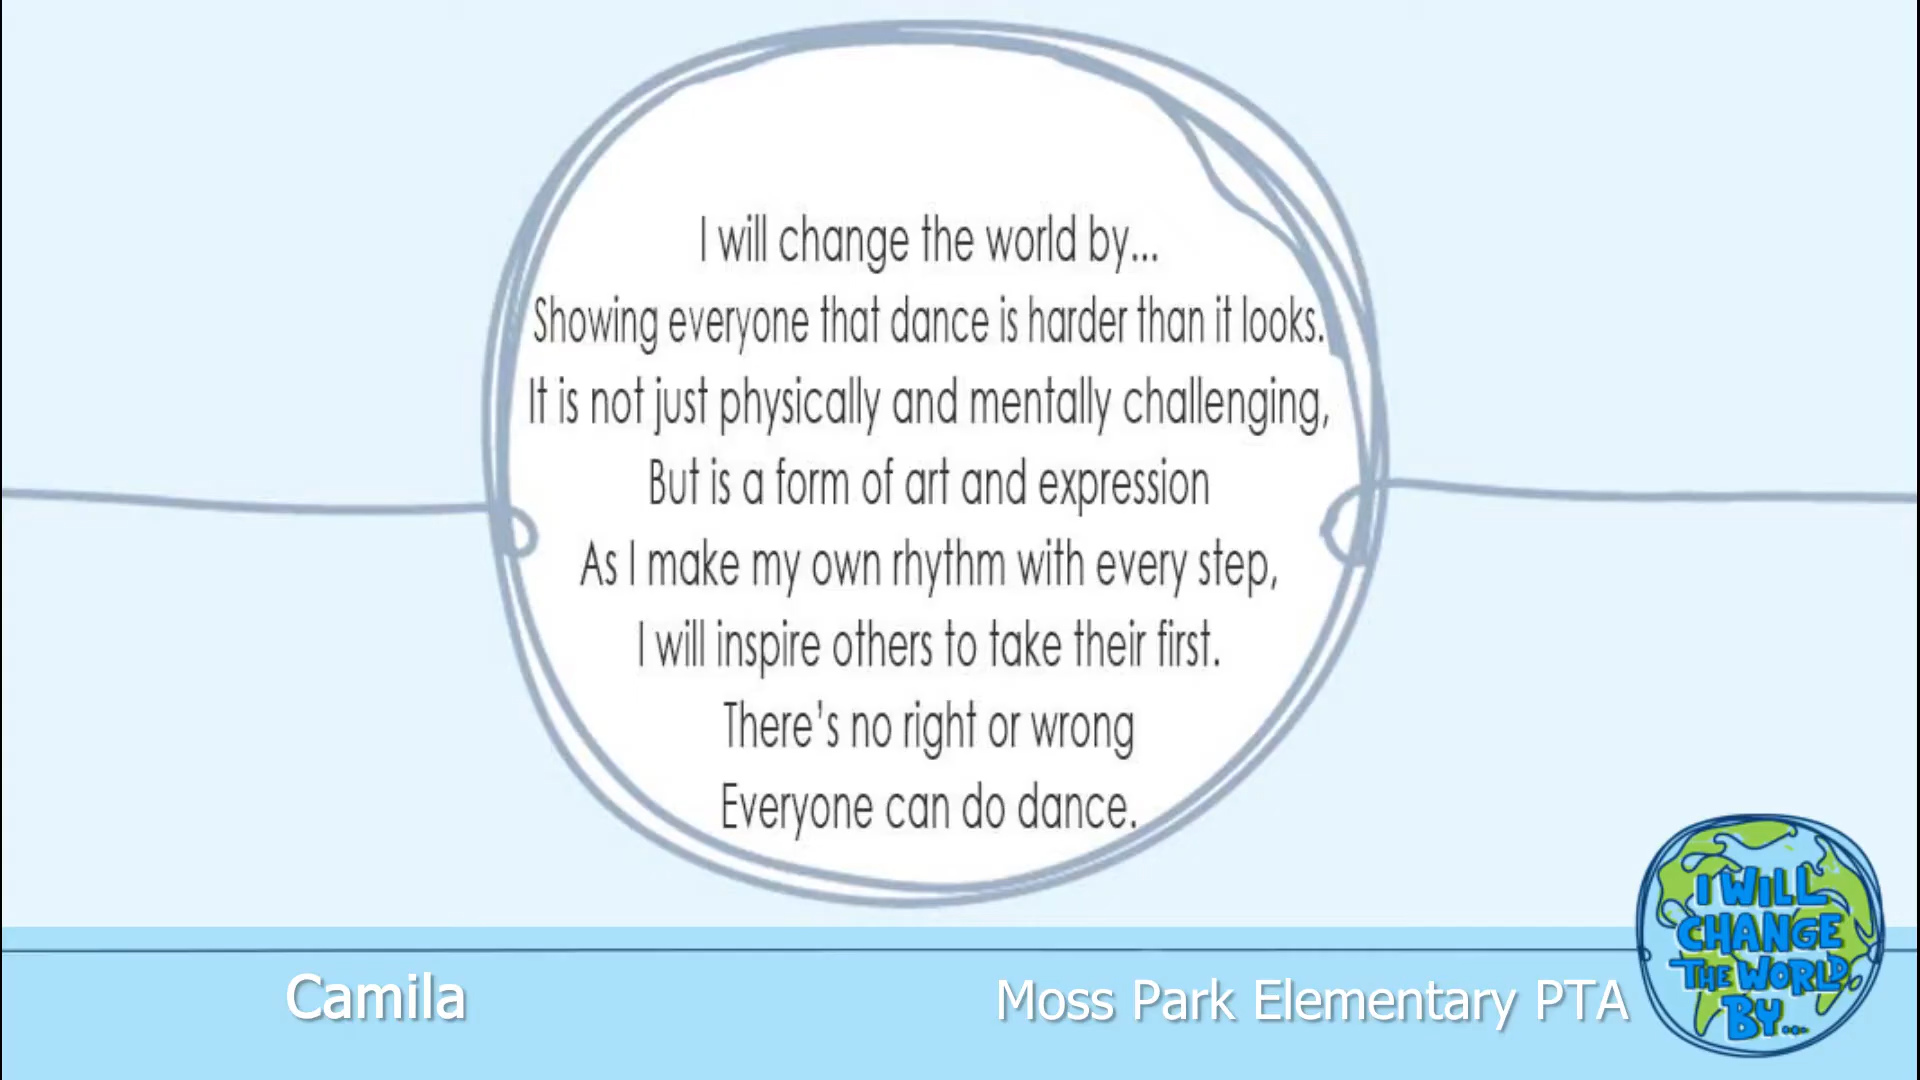 I will change the world by...
Showing everyone that dance is harder than it looks.
It is not just physically and mentally challenging,
But is a form of art and expression
As I make my own rhythm with every step,
I will inspire others to take their first.
There's no right or wrong
Everyone can do dance.
Camila
Moss Park Elementary PTA
I WILL
CHANGE
THE WORLD
BY...